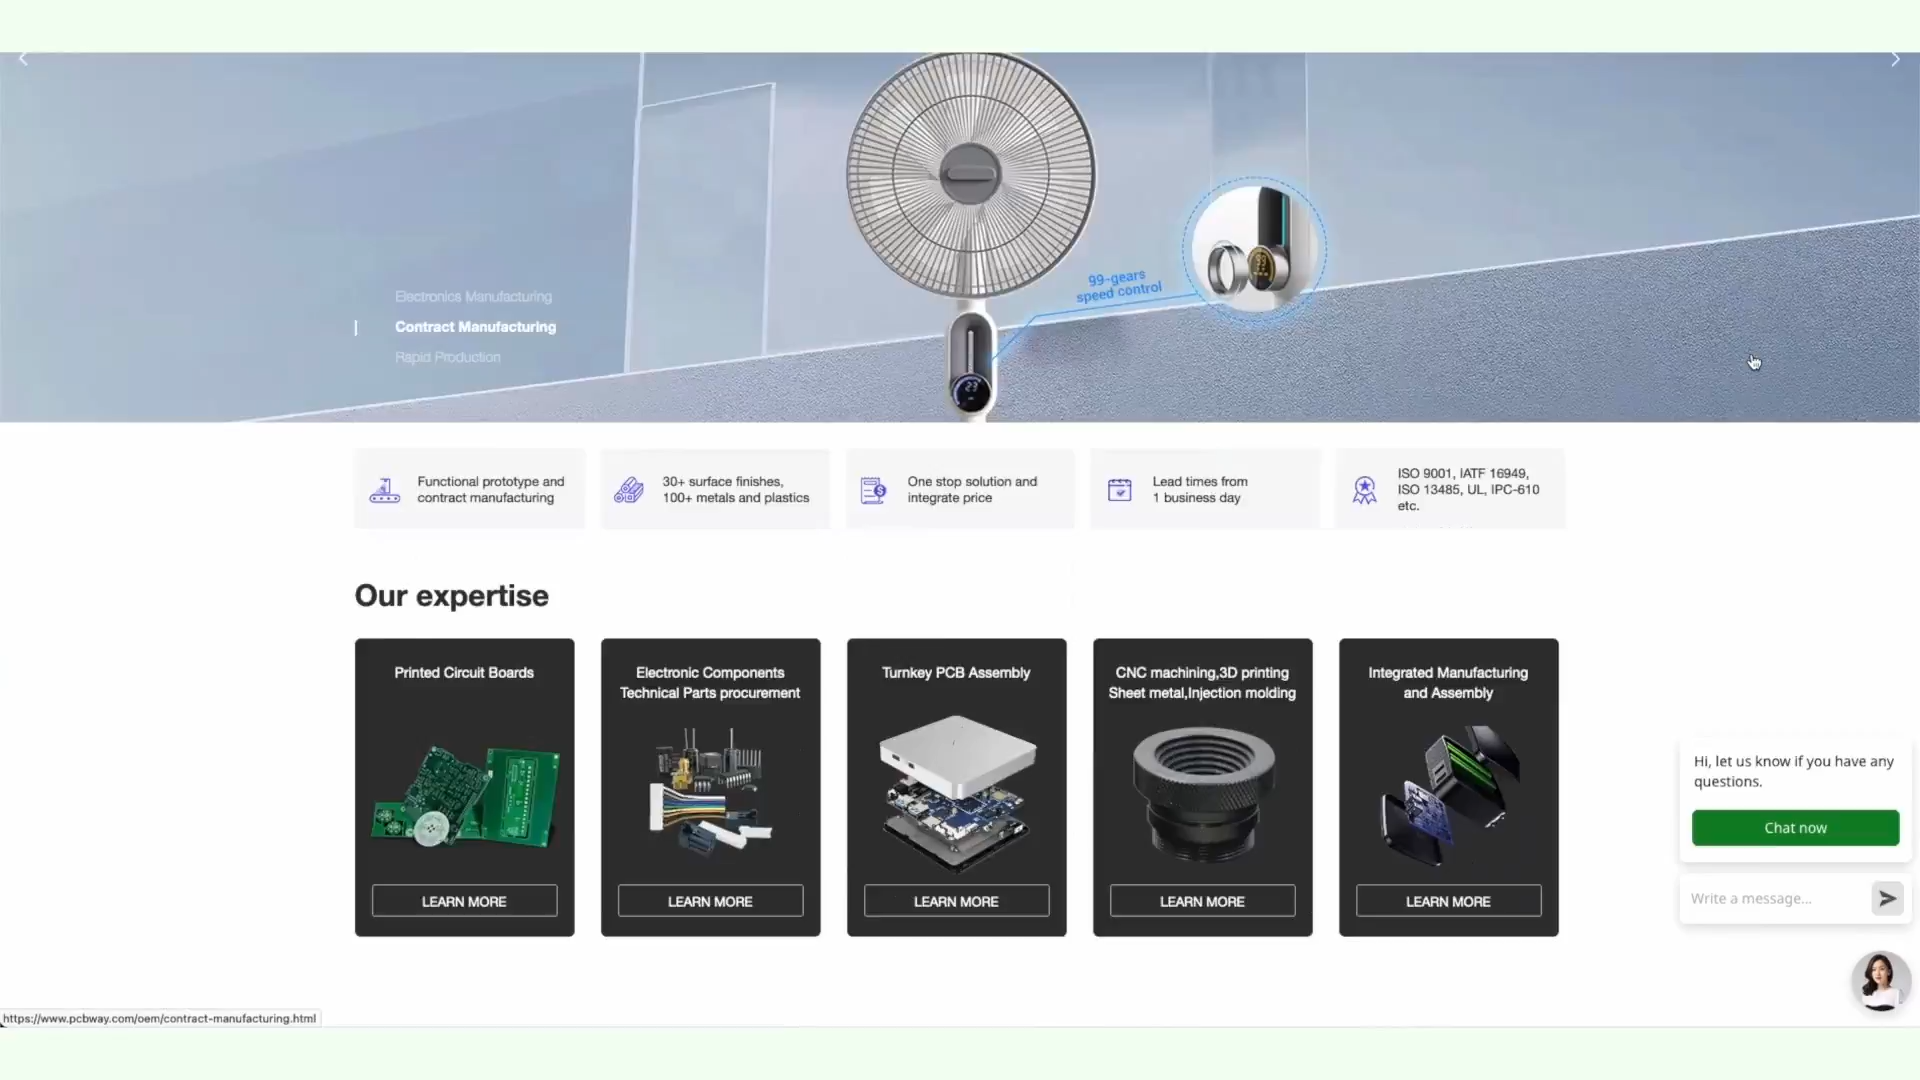 99-gears
speed control
Electronics Manufacturing
Contract Manufacturing
Rapid Production
Functional prototype and
contract manufacturing
30+ surface finishes,
100+ metals and plastics
One stop solution and
integrate price
Lead times from
1 business day
ISO 9001, IATF 16949,
ISO 13485, UL, IPC-610
etc.
Our expertise
Printed Circuit Boards
LEARN MORE
Electronic Components
Technical Parts procurement
LEARN MORE
Turnkey PCB Assembly
LEARN MORE
CNC machining,3D printing
Sheet metal,Injection molding
LEARN MORE
Integrated Manufacturing
and Assembly
LEARN MORE
Hi, let us know if you have any
questions.
Chat now
Write a message...
https://www.pcbway.com/oem/contract-manufacturing.html